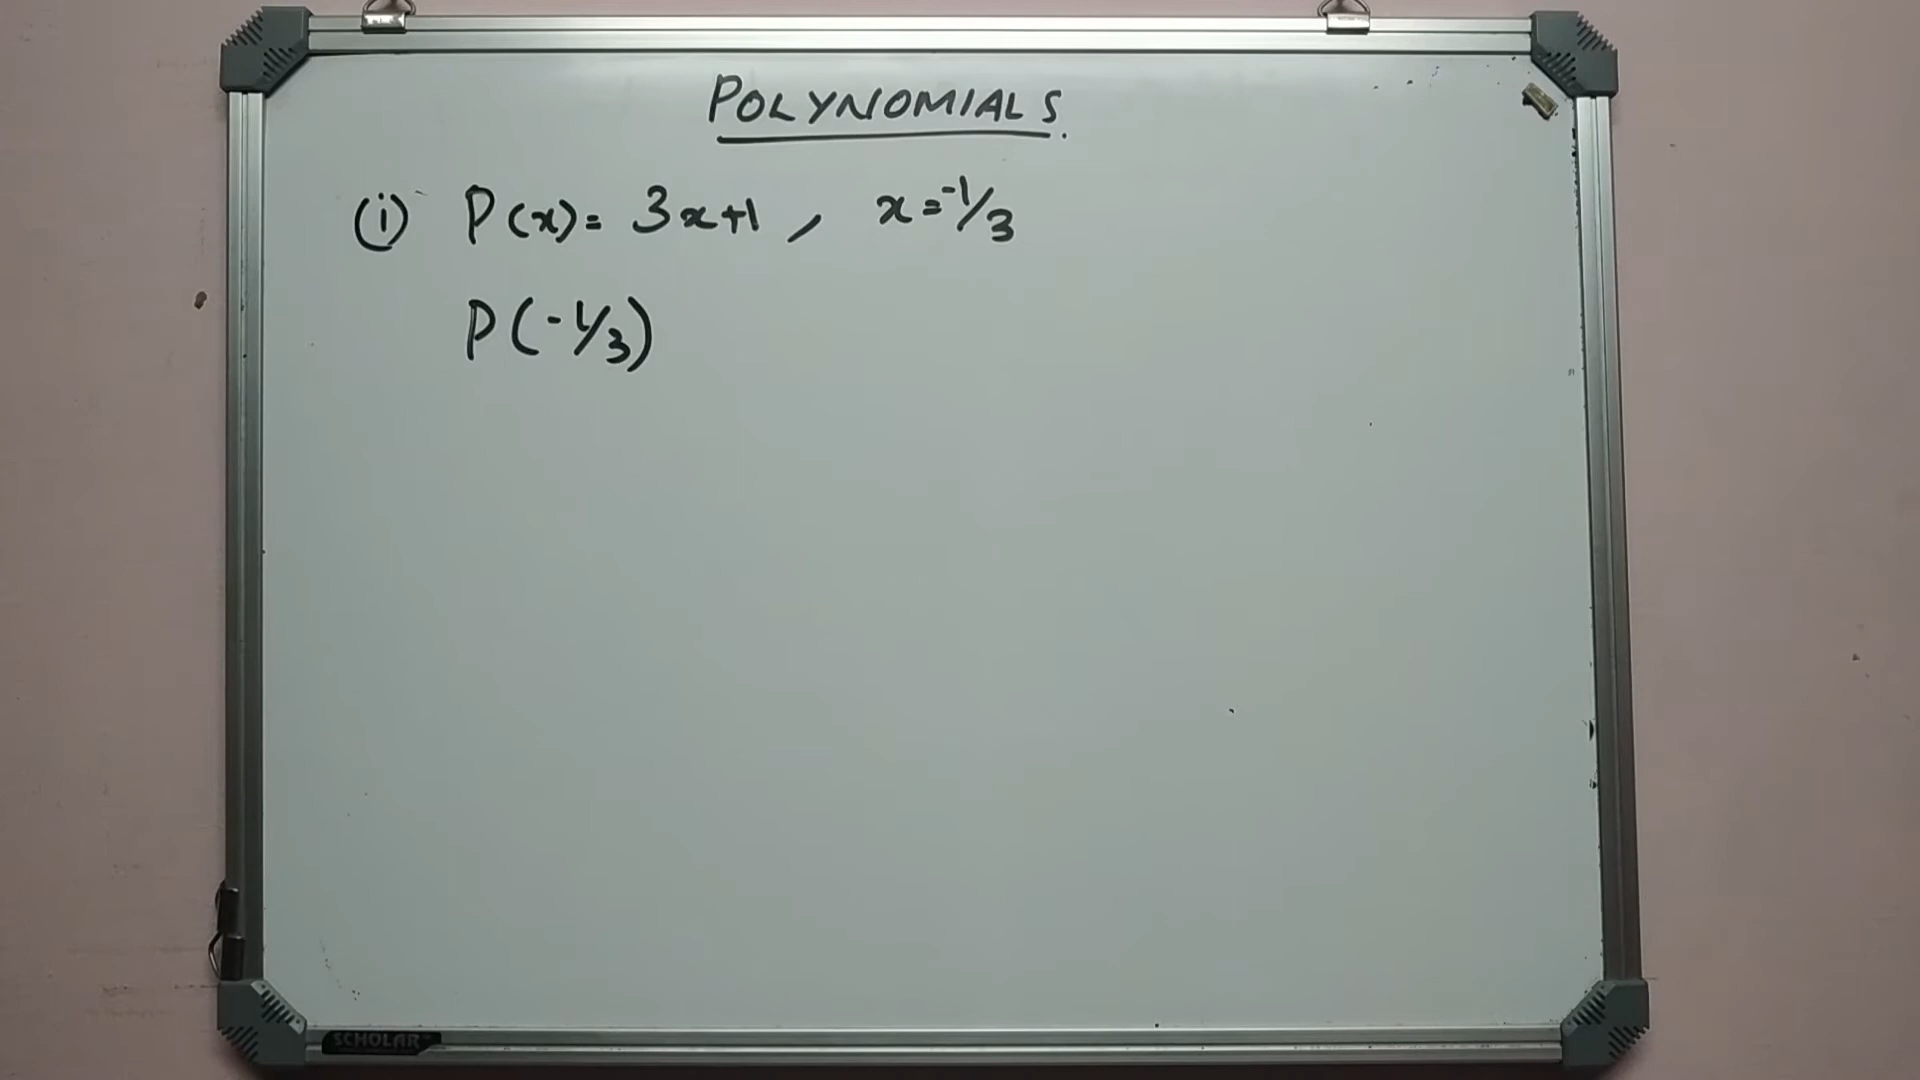 POLYNOMIALS.
(i) P(x) = 3x+1, x = -1/3
P(-1/3)
SCHOLAR